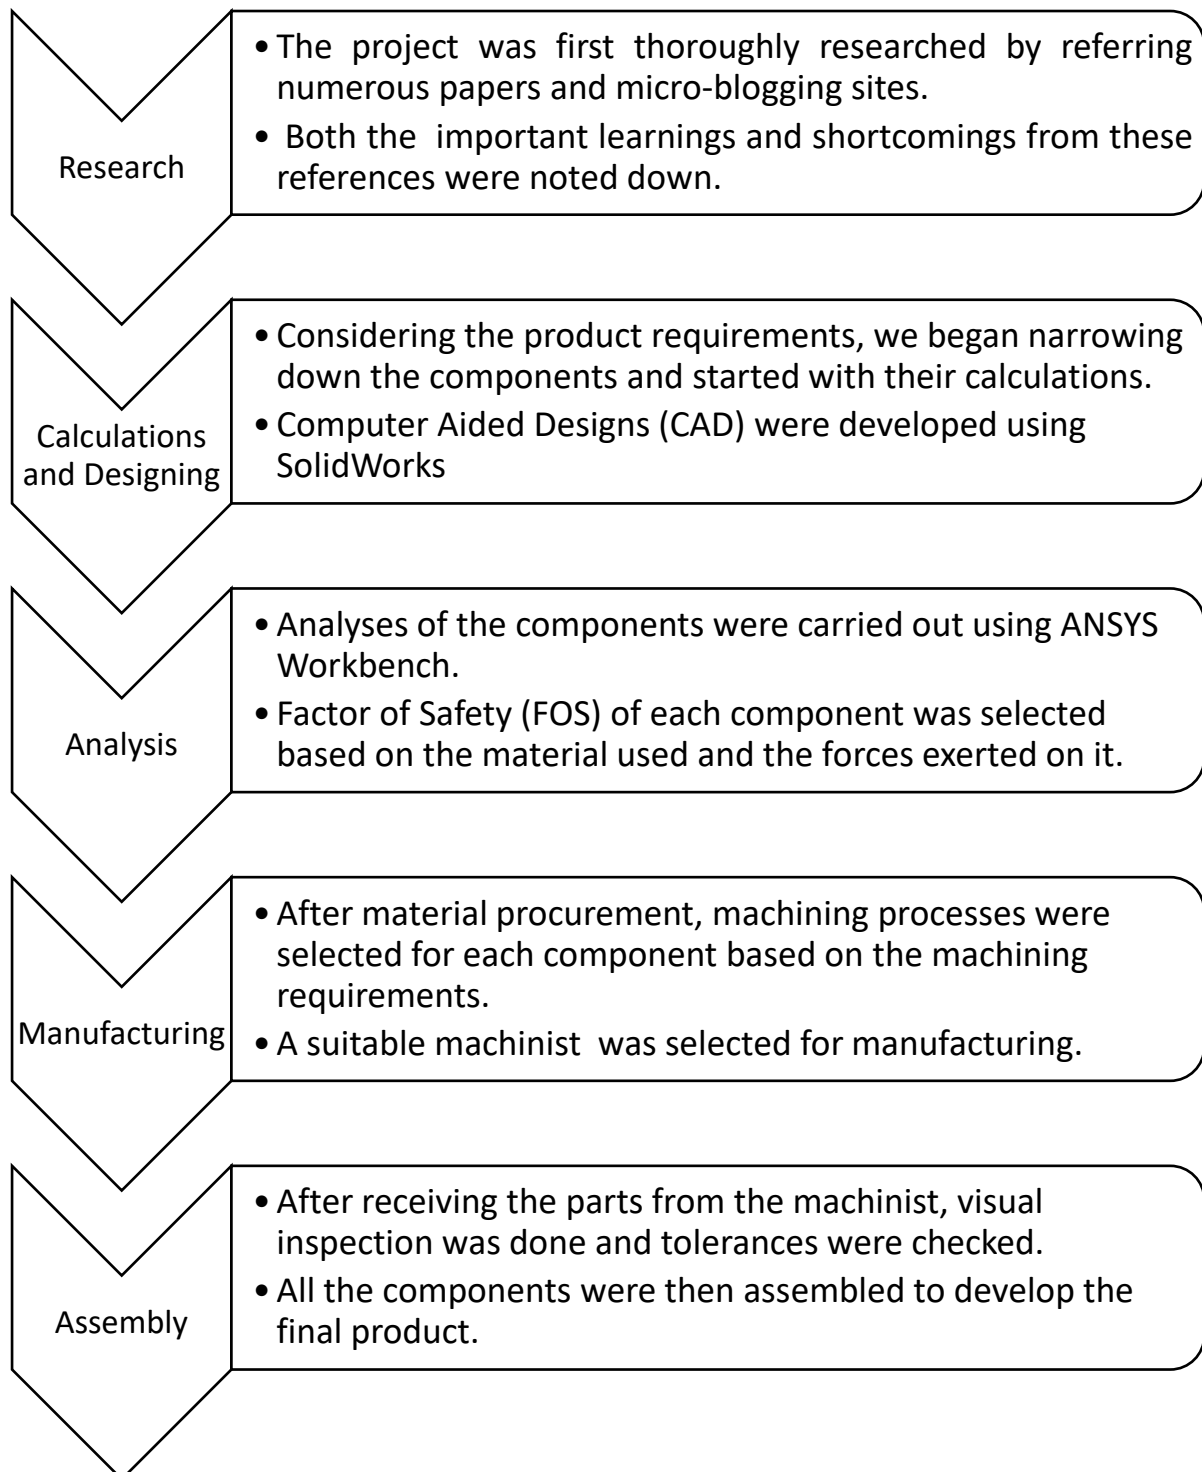 • The project was first thoroughly researched by referring
numerous papers and micro-blogging sites.
• Both the important learnings and shortcomings from these
references were noted down.
Research
• Considering the product requirements, we began narrowing
down the components and started with their calculations.
• Computer Aided Designs (CAD) were developed using
SolidWorks
Calculations
and Designing
• Analyses of the components were carried out using ANSYS
Workbench.
• Factor of Safety (FOS) of each component was selected
based on the material used and the forces exerted on it.
Analysis
• After material procurement, machining processes were
selected for each component based on the machining
requirements.
• A suitable machinist was selected for manufacturing.
Manufacturing
• After receiving the parts from the machinist, visual
inspection was done and tolerances were checked.
• All the components were then assembled to develop the
final product.
Assembly